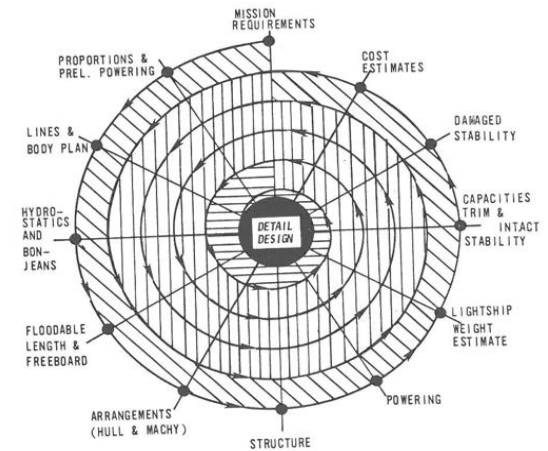 MISSION
REQUIREMENTS
PROPORTIONS &
PREL. POWERING
COST
ESTIMATES
LINES &
BODY PLAN
DAMAGED
STABILITY
HYDRO-
STATICS
AND
BON-
JEANS
DETAIL
DESIGN
CAPACITIES
TRIM &
INTACT
STABILITY
FLOODABLE
LENGTH &
FREEBOARD
LIGHTSHIP
WEIGHT
ESTIMATE
ARRANGEMENTS
(HULL & MACHY)
STRUCTURE
POWERING